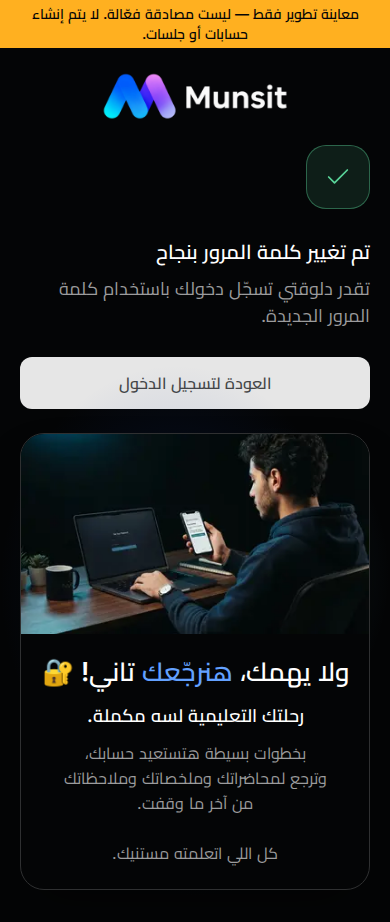 معاينة تطوير فقط — ليست مصادقة فعّالة. لا يتم إنشاء
حسابات أو جلسات.
Munsit
تم تغيير كلمة المرور بنجاح
تقدر دلوقتي تسجّل دخولك باستخدام كلمة
المرور الجديدة.
العودة لتسجيل الدخول
ولا يهمك، هنرجّعك تاني! 🔐
رحلتك التعليمية لسه مكملة.
بخطوات بسيطة هتستعيد حسابك،
وترجع لمحاضراتك وملخصاتك وملاحظاتك
من آخر ما وقفت.
كل اللي اتعلمته مستنيك.